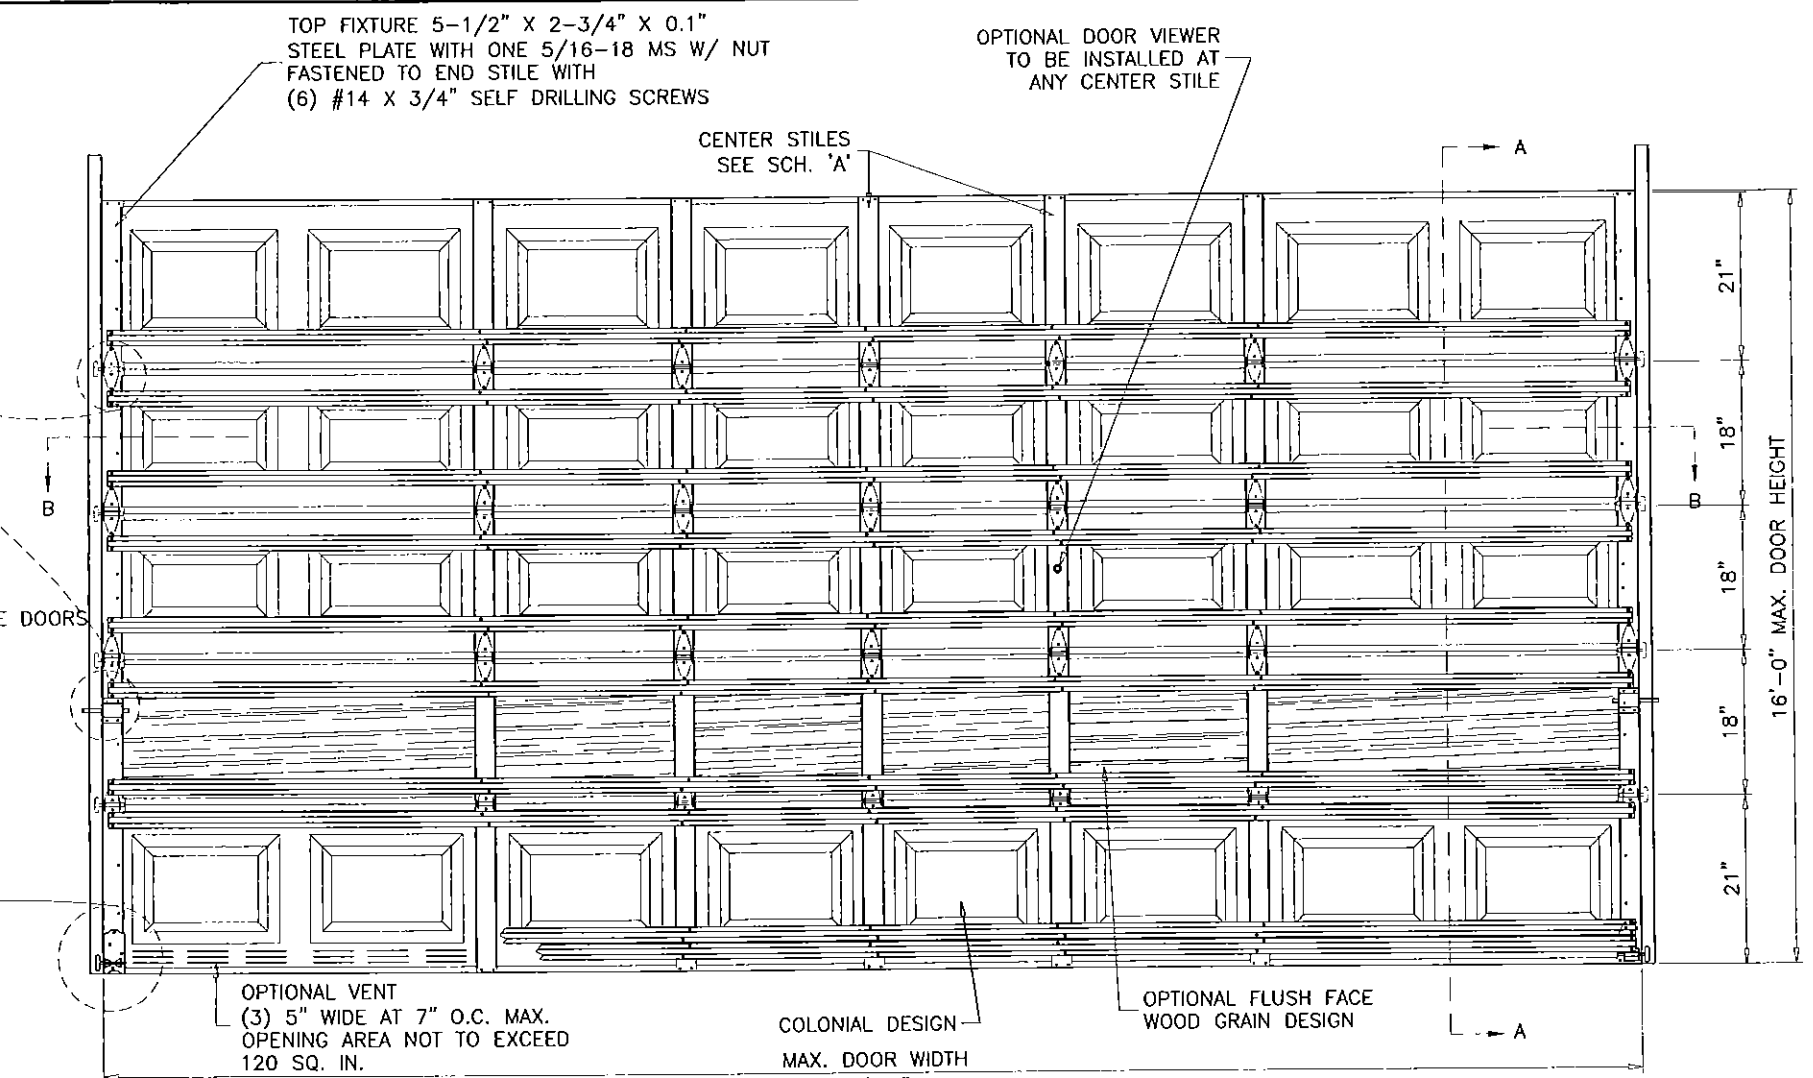 TOP FIXTURE 5-1/2" X 2-3/4" X 0.1"
STEEL PLATE WITH ONE 5/16-18 MS W/ NUT
FASTENED TO END STILE WITH
(6) #14 X 3/4" SELF DRILLING SCREWS
OPTIONAL DOOR VIEWER
TO BE INSTALLED AT
ANY CENTER STILE
CENTER STILES
SEE SCH. 'A'
A
21"
18"
B
B
18"
16'-0" MAX. DOOR HEIGHT
E DOORS
18"
21"
OPTIONAL VENT
(3) 5" WIDE AT 7" O.C. MAX.
OPENING AREA NOT TO EXCEED
120 SQ. IN.
COLONIAL DESIGN
OPTIONAL FLUSH FACE
WOOD GRAIN DESIGN
A
MAX. DOOR WIDTH